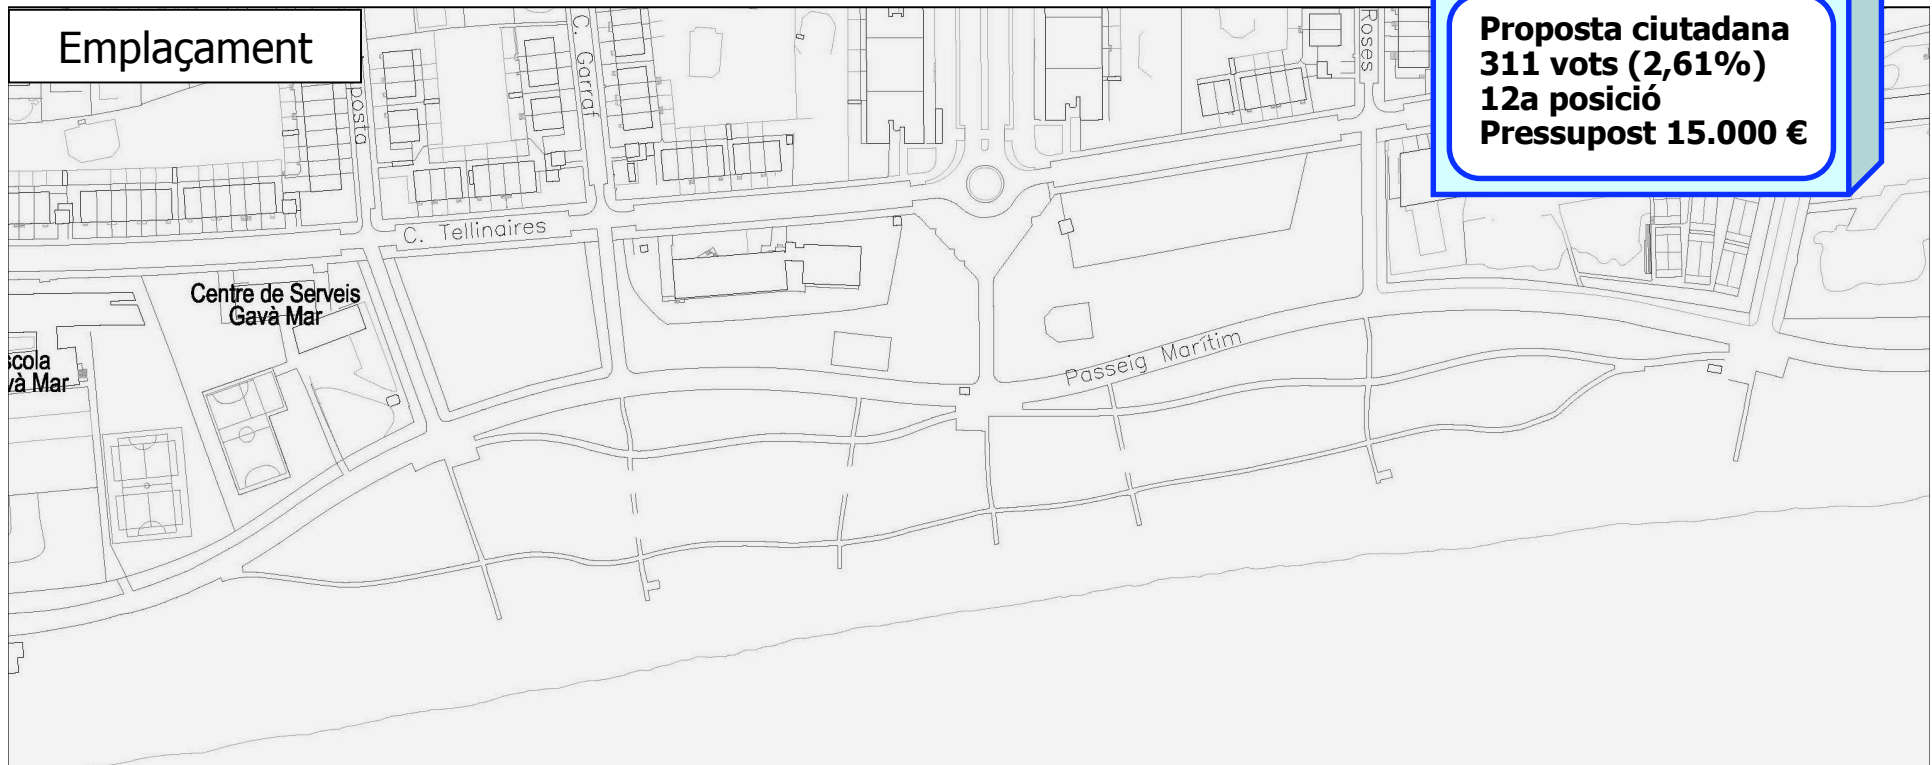 Emplaçament
Proposta ciutadana
311 vots (2,61%)
12a posició
Pressupost 15.000 €
posta
C. Garraf
Roses
C. Tellinaires
Centre de Serveis
Gavà Mar
scola
và Mar
Passeig Marítim